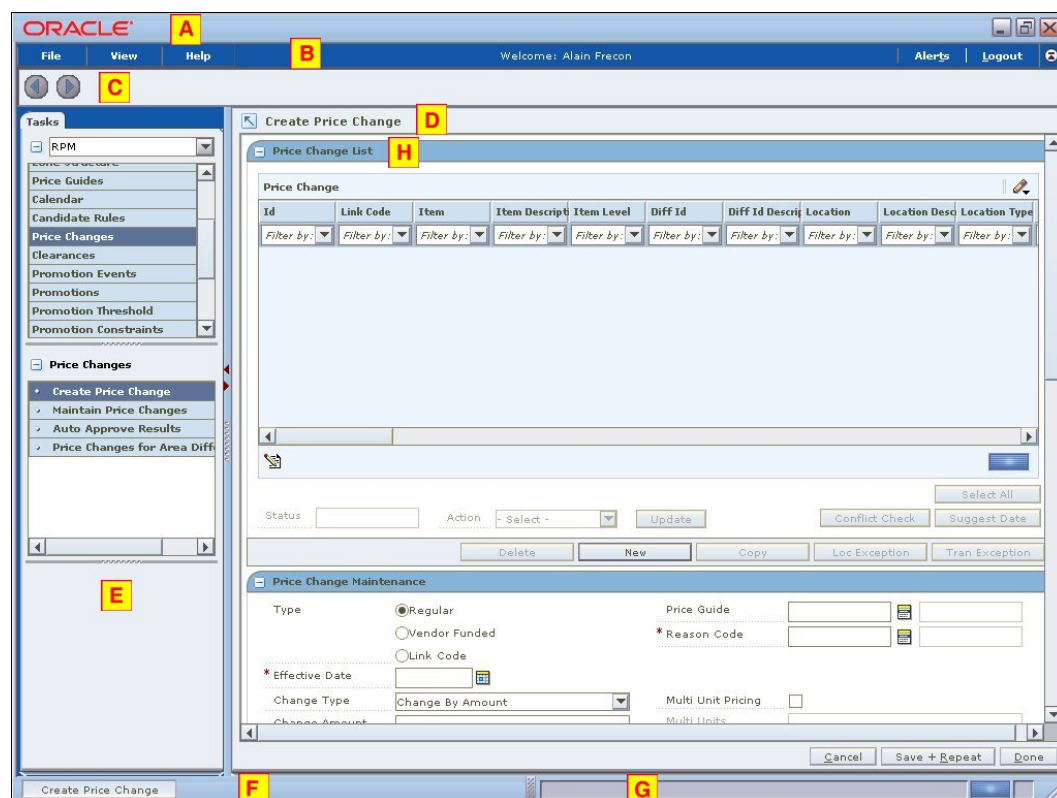 ORACLE
A
File View Help
B
Welcome: Alain Frecon
Alerts Logout
C
Tasks
RPM
Zone Structure
Price Guides
Calendar
Candidate Rules
Price Changes
Clearances
Promotion Events
Promotions
Promotion Threshold
Promotion Constraints
Price Changes
Create Price Change
Maintain Price Changes
Auto Approve Results
Price Changes for Area Diff
E
Create Price Change
D
Price Change List
H
Price Change
Id Link Code Item Item Descripti Item Level Diff Id Diff Id Descrip Location Location Desc Location Type
Filter by: Filter by: Filter by: Filter by: Filter by: Filter by: Filter by: Filter by: Filter by: Filter by:
Select All
Status Action - Select - Update Conflict Check Suggest Date
Delete New Copy Loc Exception Tran Exception
Price Change Maintenance
Type Regular Price Guide
Vendor Funded * Reason Code
Link Code
* Effective Date
Change Type Change By Amount Multi Unit Pricing
Change Amount Multi Units
Cancel Save + Repeat Done
Create Price Change
F
G